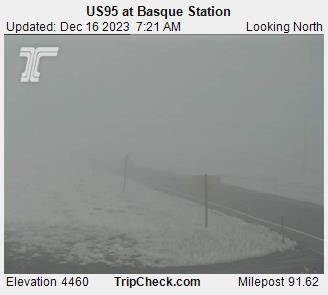 US95 at Basque Station
Updated: Dec 16 2023 7:21 AM Looking North
Elevation 4460 TripCheck.com Milepost 91.62